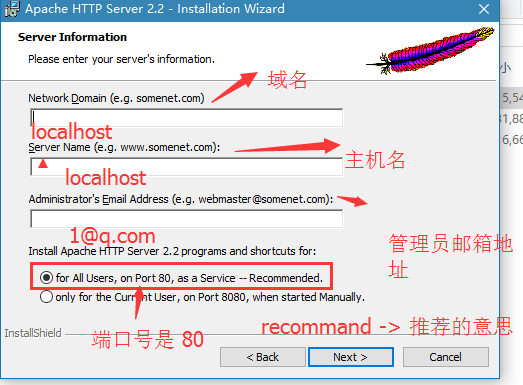 Apache HTTP Server 2.2 - Installation Wizard
Server Information
Please enter your server's information.
小
域名
Network Domain (e.g. somenet.com)
5,54
localhost
31,88
Server Name (e.g. www.somenet.com):
主机名
6,66
localhost
Administrator's Email Address (e.g. webmaster@somenet.com):
1@q.com
管理员邮箱地
址
Install Apache HTTP Server 2.2 programs and shortcuts for:
for All Users, on Port 80, as a Service -- Recommended.
only for the Current User, on Port 8080, when started Manually.
InstallShield
端口号是 80
recommand -> 推荐的意思
< Back
Next >
Cancel